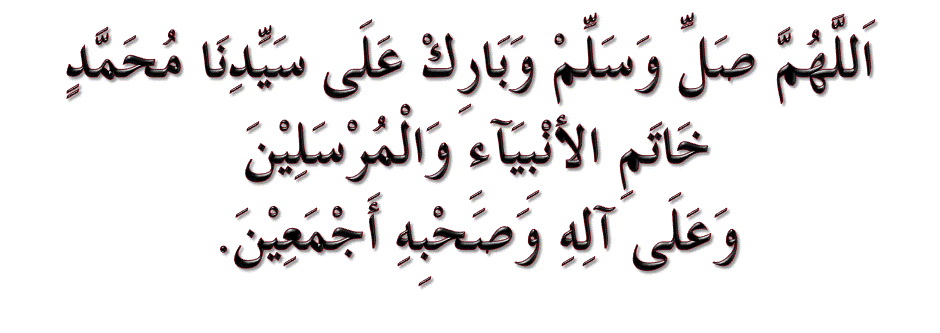 اَللَّهُمَّ صَلِّ وَسَلِّمْ وَبَارِكْ عَلَى سَيِّدِنَا مُحَمَّدٍ
خَاتَمِ الأَنْبِيَآءِ وَالْمُرْسَلِيْنَ
وَعَلَى آلِهِ وَصَحْبِهِ أَجْمَعِيْنَ.